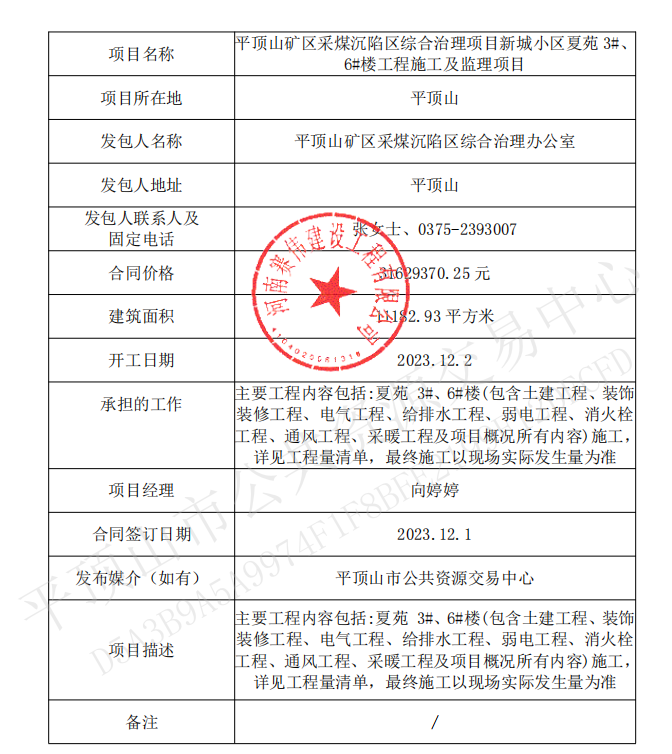 项目名称
平顶山矿区采煤沉陷区综合治理项目新城小区夏苑 3#、
6#楼工程施工及监理项目
项目所在地
平顶山
发包人名称
平顶山矿区采煤沉陷区综合治理办公室
发包人地址
平顶山
发包人联系人及
固定电话
张女士、0375-2393007
合同价格
31629370.25 元
建筑面积
11182.93 平方米
开工日期
2023.12.2
承担的工作
主要工程内容包括:夏苑 3#、6#楼(包含土建工程、装饰
装修工程、电气工程、给排水工程、弱电工程、消火栓
工程、通风工程、采暖工程及项目概况所有内容)施工，
详见工程量清单，最终施工以现场实际发生量为准
项目经理
向婷婷
合同签订日期
2023.12.1
发布媒介（如有）
平顶山市公共资源交易中心
项目描述
主要工程内容包括:夏苑 3#、6#楼(包含土建工程、装饰
装修工程、电气工程、给排水工程、弱电工程、消火栓
工程、通风工程、采暖工程及项目概况所有内容)施工，
详见工程量清单，最终施工以现场实际发生量为准
备注
/
河南赛伟建设工程有限公司
平顶山市公共资源交易中心